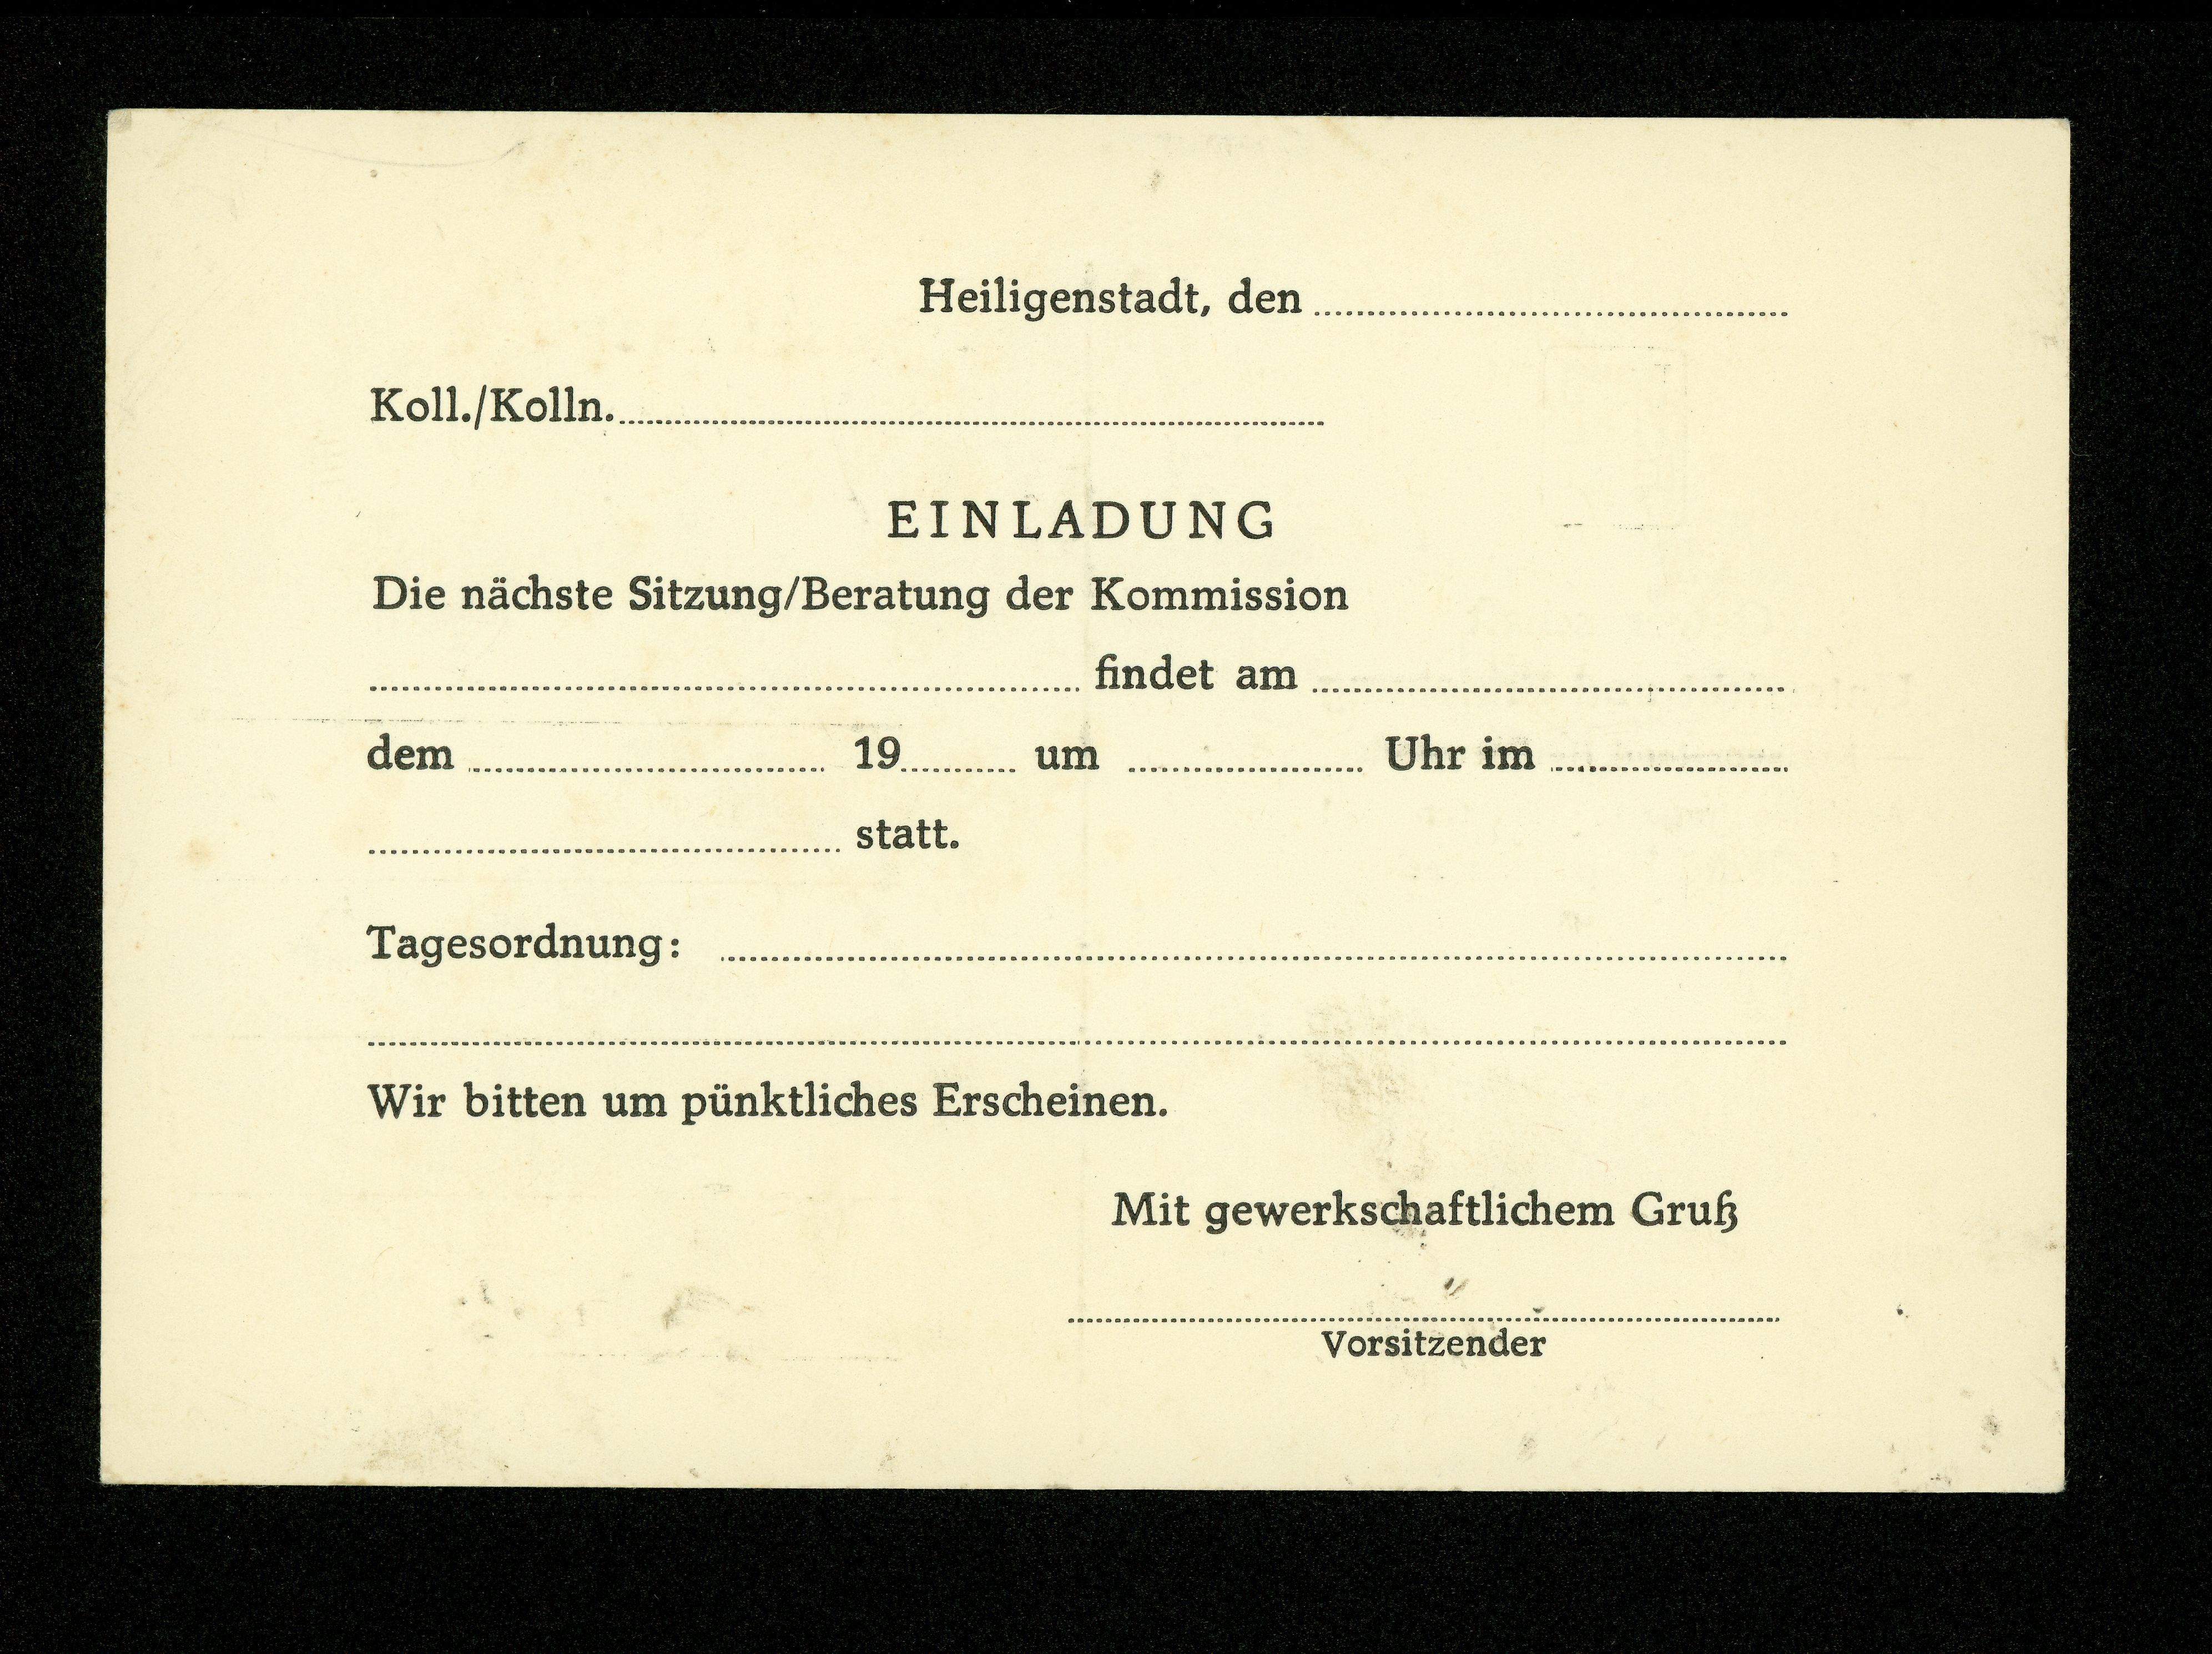 Heiligenstadt, den ........................................
Koll./Kolln. ........................................
EINLADUNG
Die nächste Sitzung/Beratung der Kommission
........................................ findet am ........................................
dem .............................. 19.......... um .................... Uhr im ....................
........................................ statt.
Tagesordnung: ............................................................
................................................................................
Wir bitten um pünktliches Erscheinen.
Mit gewerkschaftlichem Gruß
............................................................
Vorsitzender